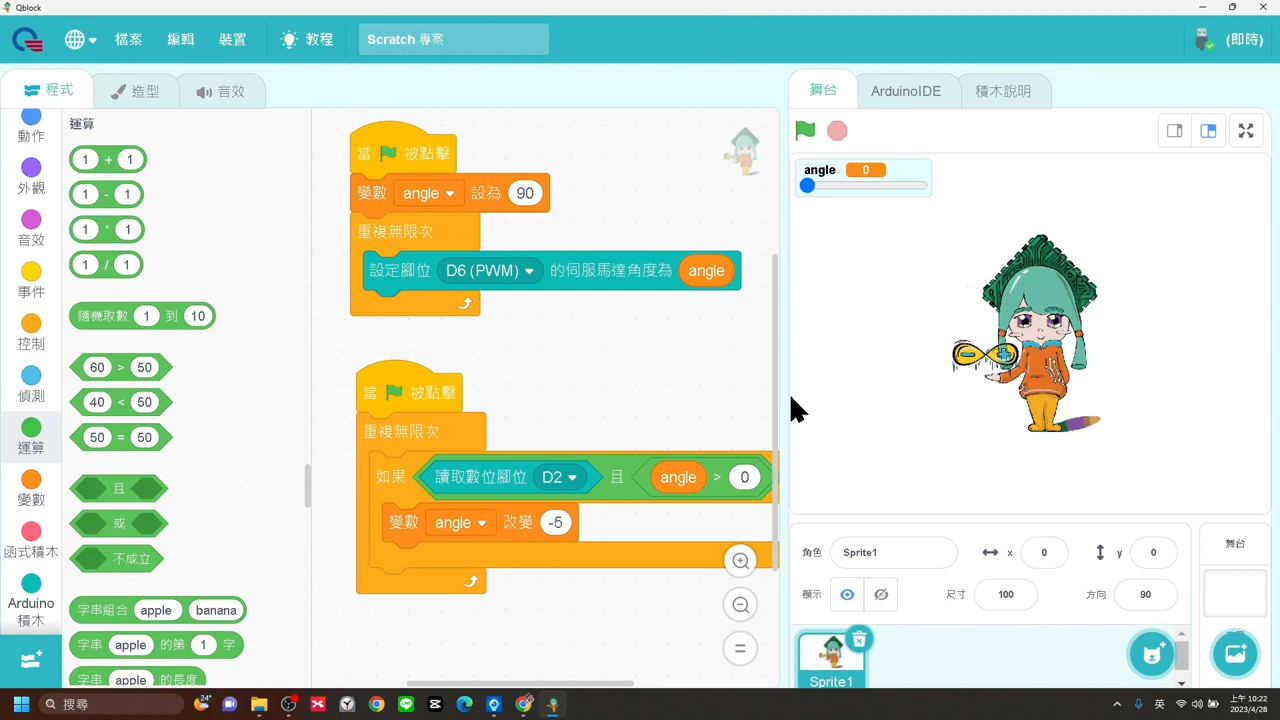 Qblock
檔案 編輯 裝置 教程 Scratch 專案 (即時)
程式 造型 音效 舞台 ArduinoIDE 積木說明
動作
外觀
音效
事件
控制
偵測
運算
變數
函式積木
Arduino
積木
運算
1 + 1
1 - 1
1 * 1
1 / 1
隨機取數 1 到 10
60 > 50
40 < 50
50 = 50
且
或
不成立
字串組合 apple banana
字串 apple 的第 1 字
字串 apple 的長度
當 被點擊
變數 angle 設為 90
重複無限次
設定腳位 D6 (PWM) 的伺服馬達角度為 angle
當 被點擊
重複無限次
如果 讀取數位腳位 D2 且 angle > 0
變數 angle 改變 -5
angle 0
角色 Sprite1 x 0 y 0
顯示 尺寸 100 方向 90
舞台
Sprite1
搜尋
24°
英
上午 10:22
2023/4/28